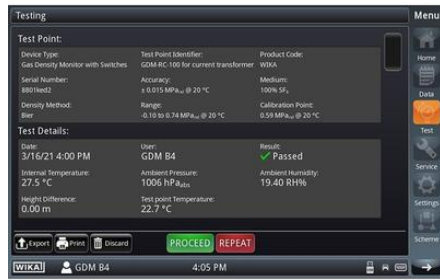 Testing
Menu
Test Point:
Device Type: Test Point Identifier: Product Code:
Gas Density Monitor with Switches GDM-RC-100 for current transformer WIKA
Serial Number: Accuracy: Medium:
8801ked2 ± 0.015 MPa @ 20 °C 100% SF₆
Density Method: Range: Calibration Point:
Bier -0.10 to 0.74 MPa @ 20 °C 0.59 MPa @ 20 °C
Test Details:
Date: User: Result:
3/16/21 4:00 PM GDM B4 Passed
Internal Temperature: Ambient Pressure: Ambient Humidity:
27.5 °C 1006 hPaabs 19.40 RH%
Height Difference: Test point Temperature:
0.00 m 22.7 °C
Export Print Discard PROCEED REPEAT
WIKA GDM B4 4:05 PM
Home
Data
Test
Service
Settings
Scheme